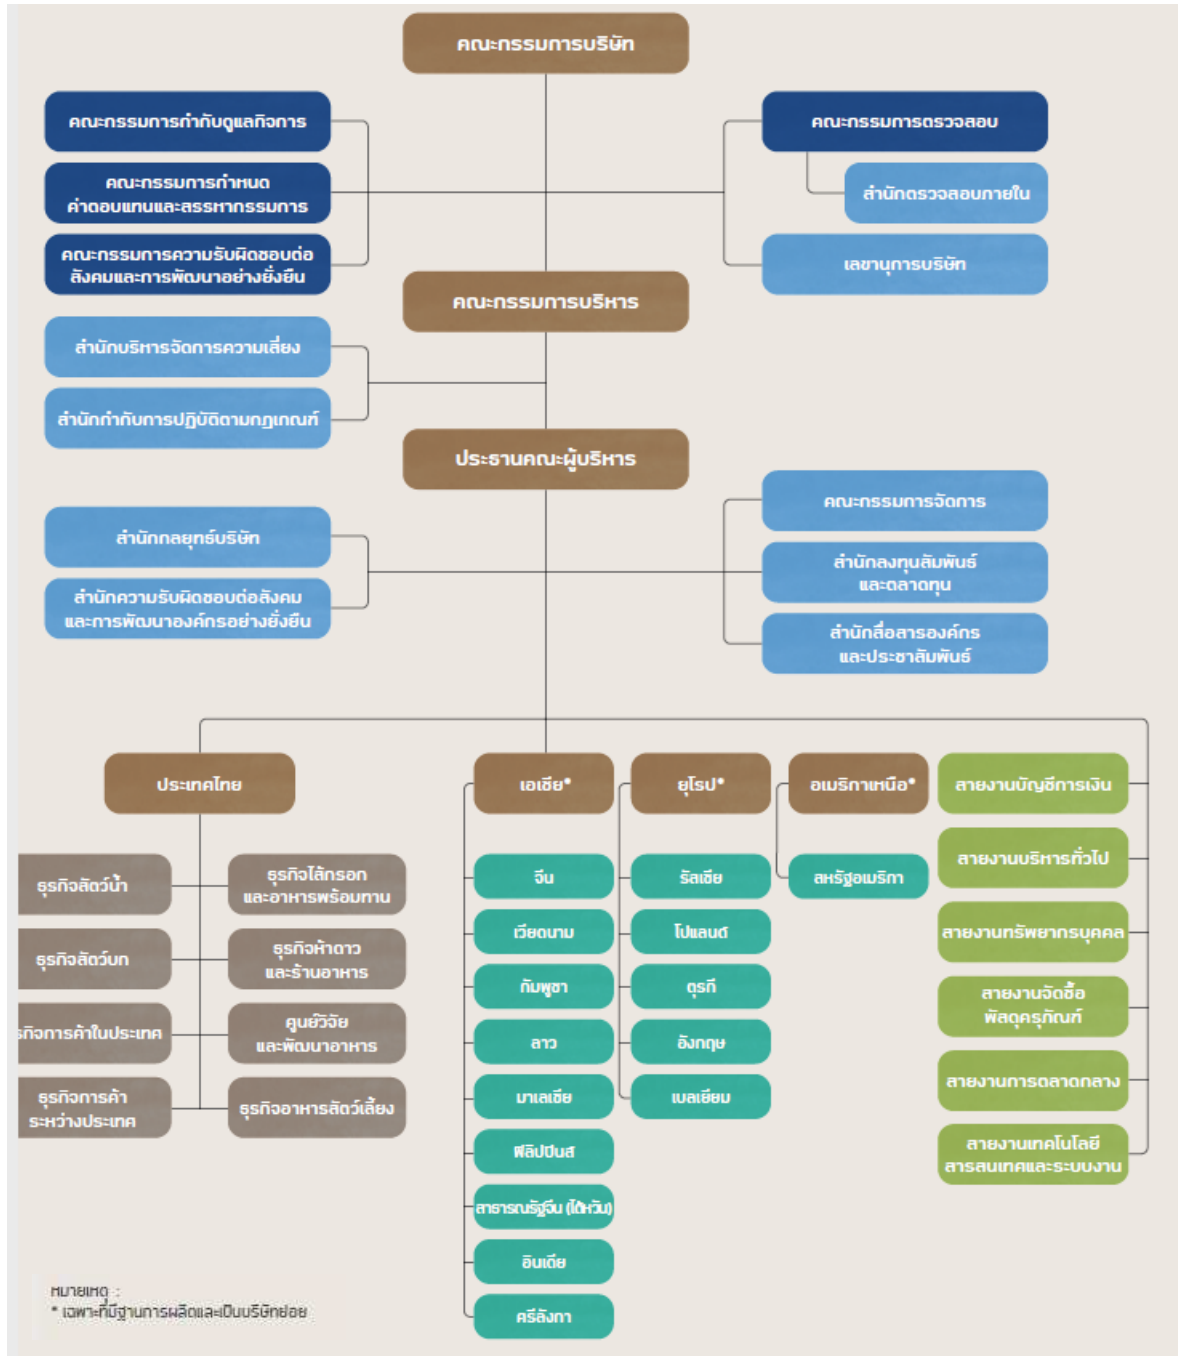 คณะกรรมการบริษัท
คณะกรรมการกำกับดูแลกิจการ
คณะกรรมการกำหนด
ค่าตอบแทนและสรรหากรรมการ
คณะกรรมการความรับผิดชอบต่อ
สังคมและการพัฒนาอย่างยั่งยืน
คณะกรรมการตรวจสอบ
สำนักตรวจสอบภายใน
เลขานุการบริษัท
คณะกรรมการบริหาร
สำนักบริหารจัดการความเสี่ยง
สำนักกำกับการปฏิบัติตามกฎเกณฑ์
ประธานคณะผู้บริหาร
สำนักกลยุทธ์บริษัท
สำนักความรับผิดชอบต่อสังคม
และการพัฒนาองค์กรอย่างยั่งยืน
คณะกรรมการจัดการ
สำนักลงทุนสัมพันธ์
และตลาดทุน
สำนักสื่อสารองค์กร
และประชาสัมพันธ์
ประเทศไทย
ธุรกิจสัตว์น้ำ
ธุรกิจสัตว์บก
รกิจการค้าในประเทศ
ธุรกิจการค้า
ระหว่างประเทศ
ธุรกิจไส้กรอก
และอาหารพร้อมทาน
ธุรกิจห้าดาว
และร้านอาหาร
ศูนย์วิจัย
และพัฒนาอาหาร
ธุรกิจอาหารสัตว์เลี้ยง
เอเชีย*
จีน
เวียดนาม
กัมพูชา
ลาว
มาเลเซีย
ฟิลิปปินส์
สาธารณรัฐจีน (ไต้หวัน)
อินเดีย
ศรีลังกา
ยุโรป*
รัสเซีย
โปแลนด์
ตุรกี
อังกฤษ
เบลเยียม
อเมริกาเหนือ*
สหรัฐอเมริกา
สายงานบัญชีการเงิน
สายงานบริหารทั่วไป
สายงานทรัพยากรบุคคล
สายงานจัดซื้อ
พัสดุครุภัณฑ์
สายงานการตลาดกลาง
สายงานเทคโนโลยี
สารสนเทศและระบบงาน
หมายเหตุ :
* เฉพาะที่มีฐานการผลิตและเป็นบริษัทย่อย